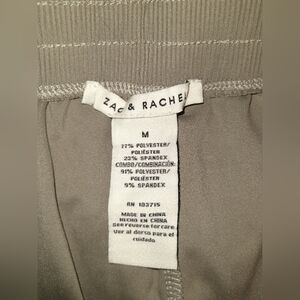 ZAC & RACHEL
M
77% POLYESTER/
POLIÉSTER
23% SPANDEX
COMBO/COMBINACIÓN
91% POLYESTER/
POLIÉSTER
9% SPANDEX
RN 103715
MADE IN CHINA
HECHO EN CHINA
See reverse for care
Ver al dorso para el
cuidado